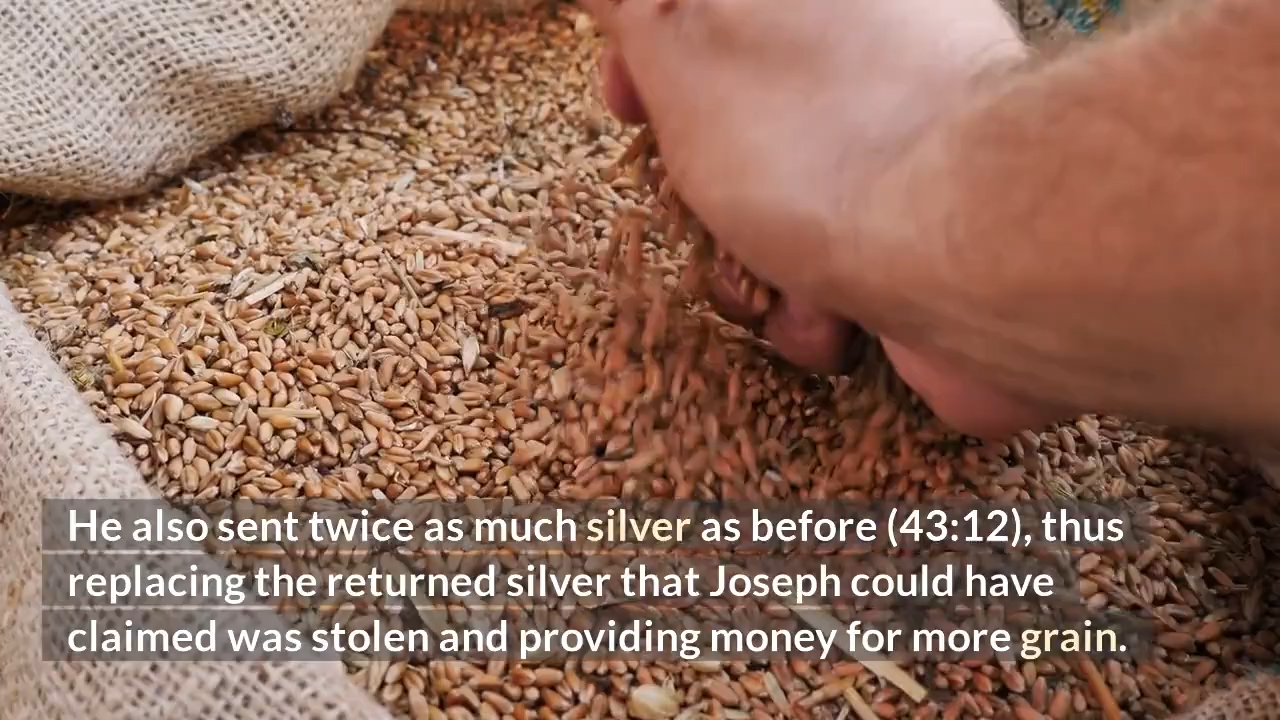 He also sent twice as much silver as before (43:12), thus
replacing the returned silver that Joseph could have
claimed was stolen and providing money for more grain.